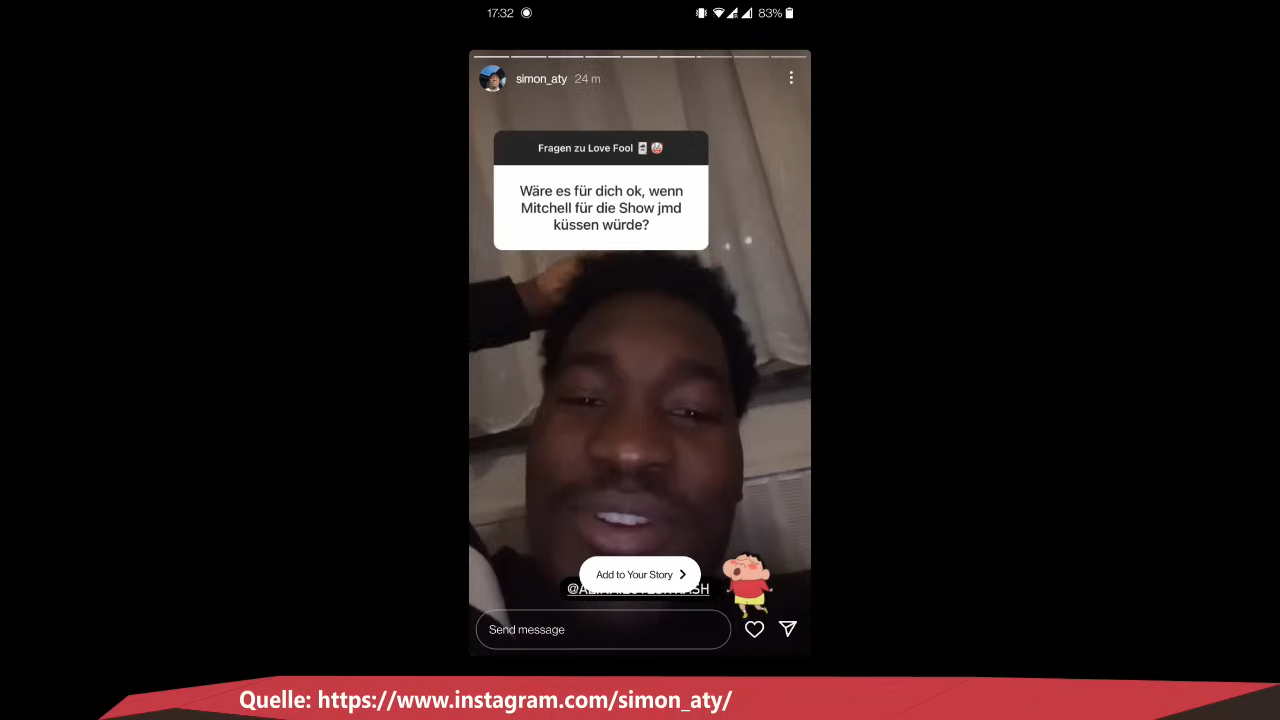 17:32
83%
simon_aty 24 m
Fragen zu Love Fool
Wäre es für dich ok, wenn
Mitchell für die Show jmd
küssen würde?
Add to Your Story
Send message
Quelle: https://www.instagram.com/simon_aty/